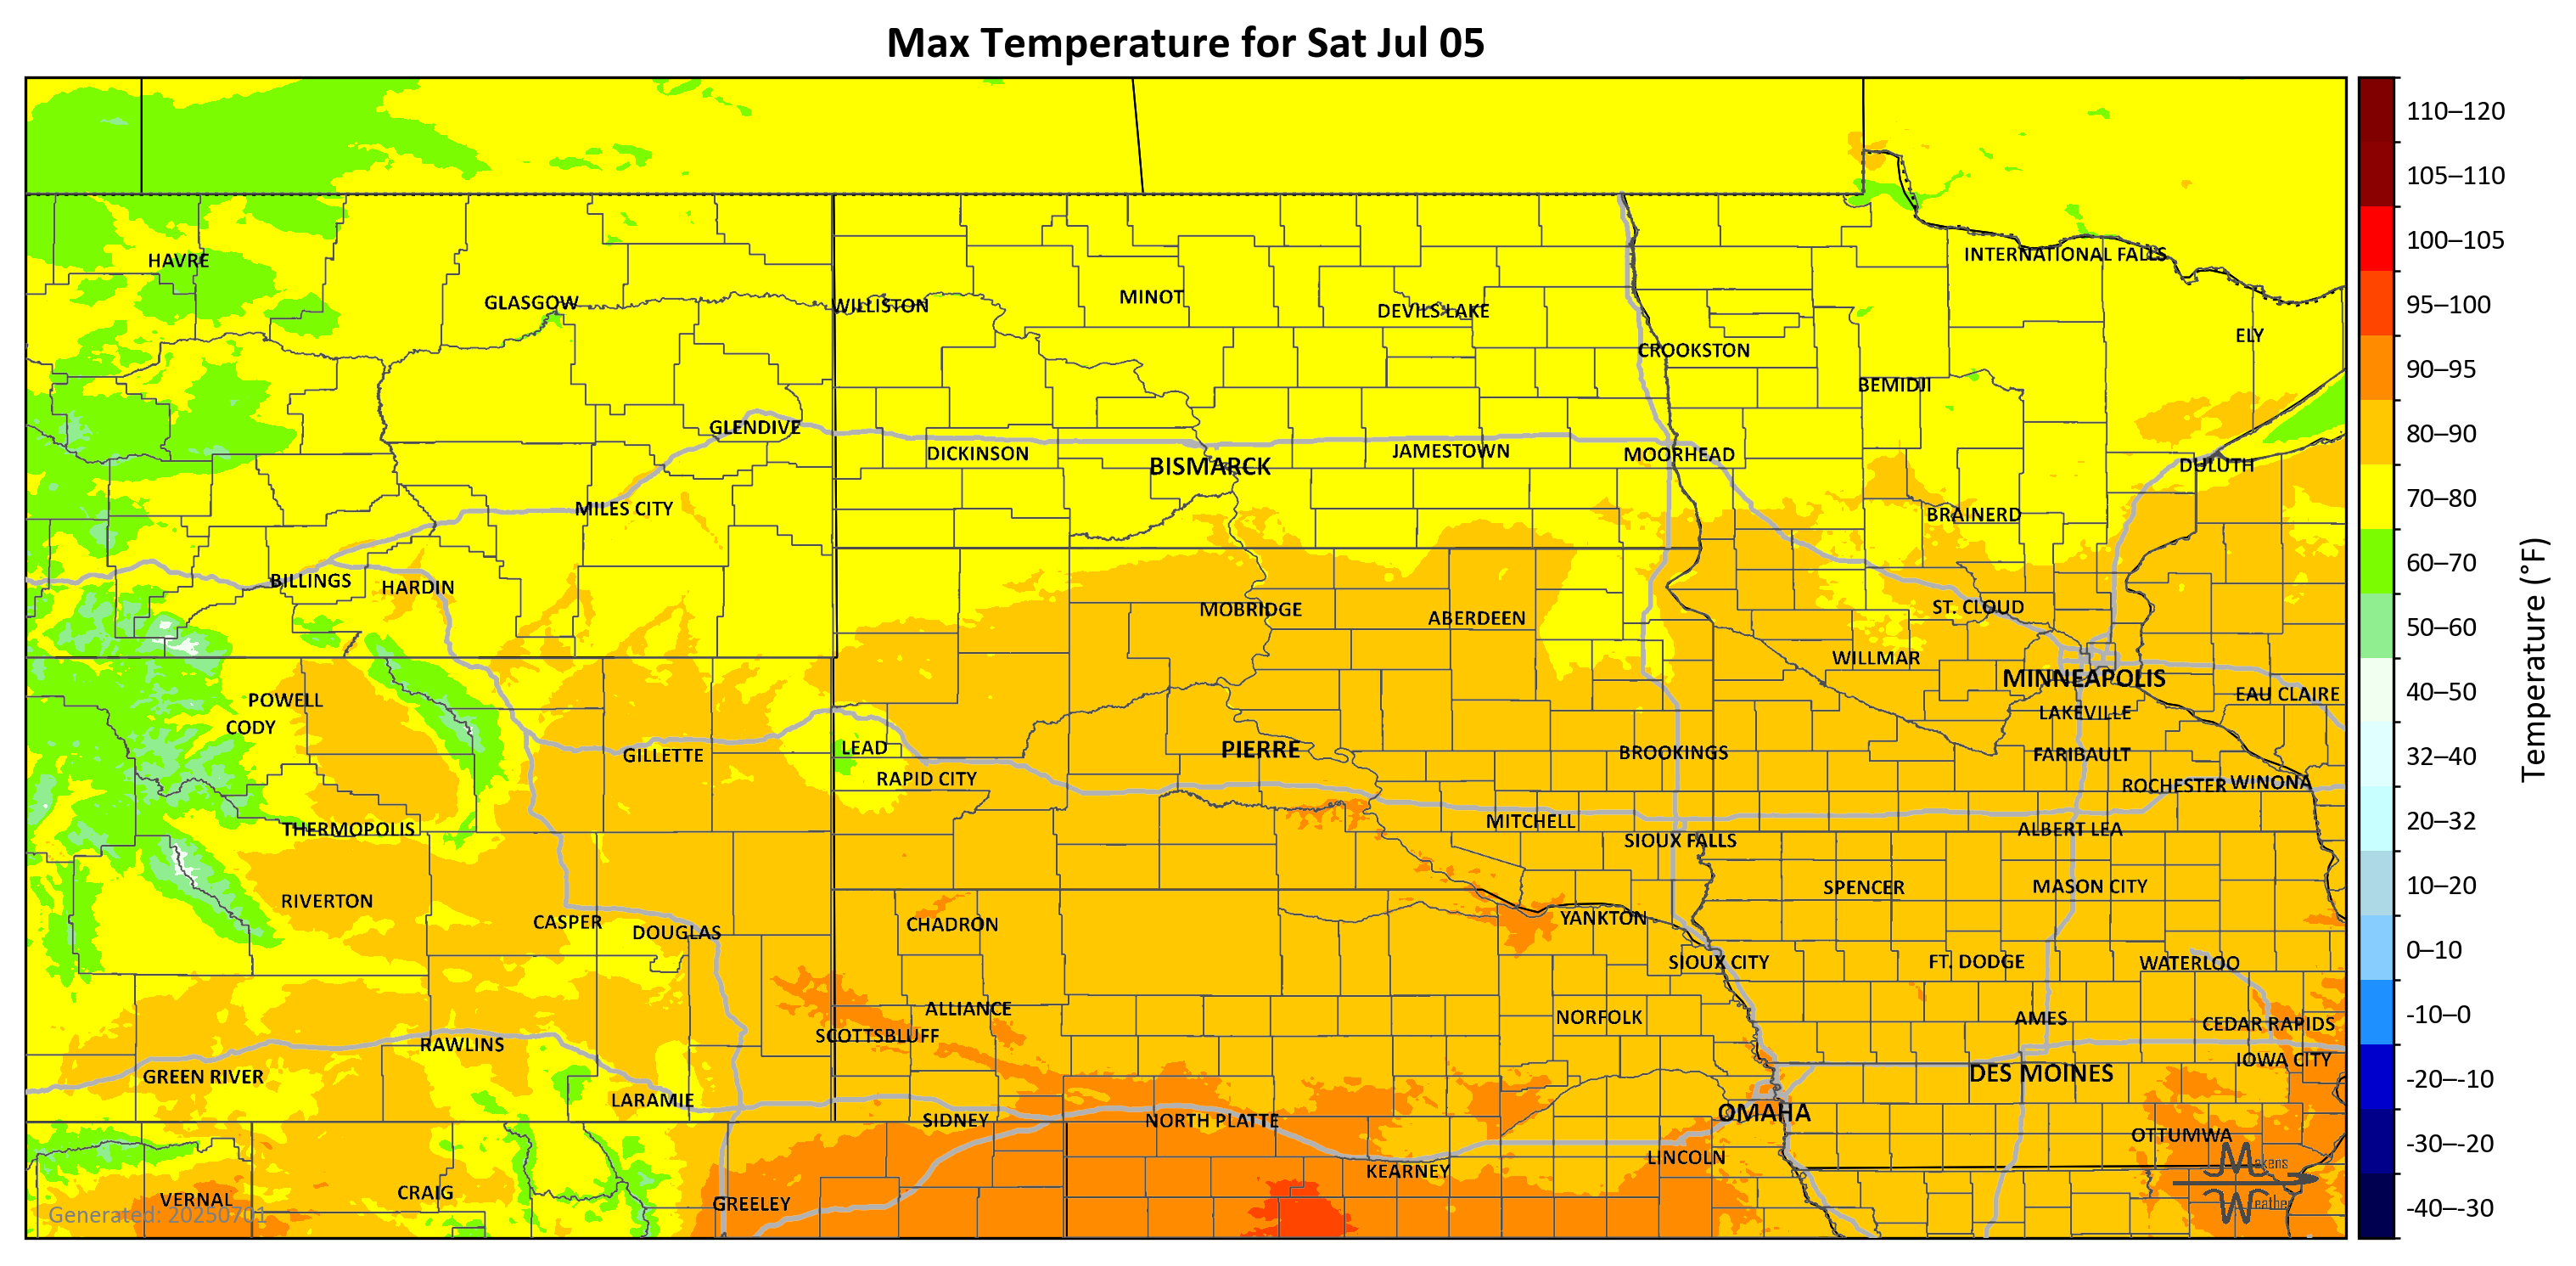 Max Temperature for Sat Jul 05
HAVRE
GLASGOW
WILLISTON
MINOT
DEVILS LAKE
CROOKSTON
INTERNATIONAL FALLS
ELY
BEMIDJI
GLENDIVE
DICKINSON
BISMARCK
JAMESTOWN
MOORHEAD
DULUTH
MILES CITY
BRAINERD
BILLINGS
HARDIN
MOBRIDGE
ABERDEEN
ST. CLOUD
WILLMAR
MINNEAPOLIS
EAU CLAIRE
POWELL
CODY
LAKEVILLE
GILLETTE
LEAD
PIERRE
BROOKINGS
FARIBAULT
RAPID CITY
ROCHESTER
WINONA
THERMOPOLIS
MITCHELL
ALBERT LEA
SIOUX FALLS
RIVERTON
SPENCER
MASON CITY
CASPER
DOUGLAS
CHADRON
YANKTON
SIOUX CITY
FT. DODGE
WATERLOO
ALLIANCE
NORFOLK
AMES
CEDAR RAPIDS
SCOTTSBLUFF
RAWLINS
IOWA CITY
GREEN RIVER
DES MOINES
LARAMIE
SIDNEY
NORTH PLATTE
OMAHA
OTTUMWA
LINCOLN
KEARNEY
VERNAL
CRAIG
GREELEY
Generated: 20250701
Makens
Weather
110–120
105–110
100–105
95–100
90–95
80–90
70–80
60–70
50–60
40–50
32–40
20–32
10–20
0–10
-10–0
-20–-10
-30–-20
-40–-30
Temperature (°F)